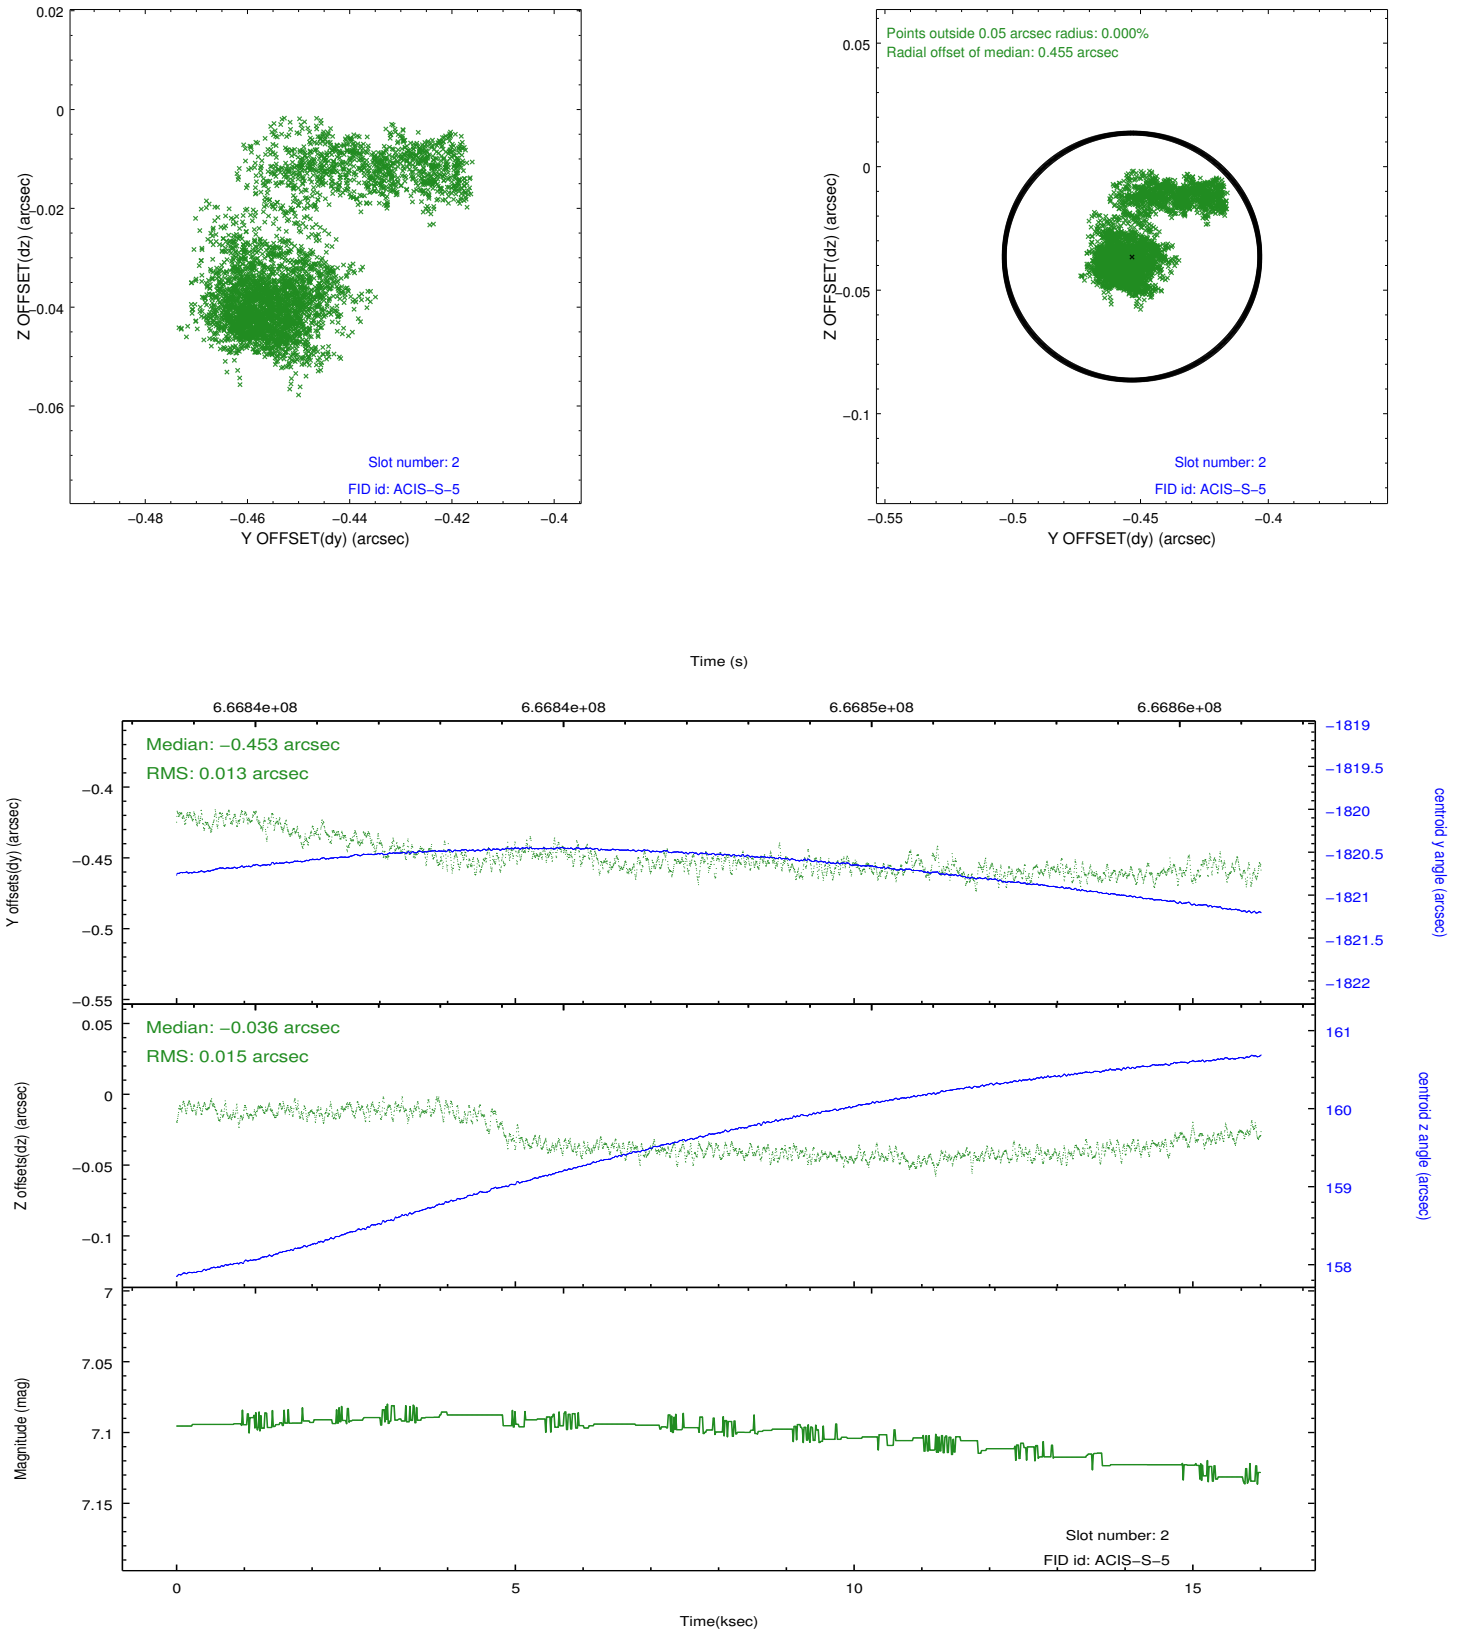 0.02
0
−0.02
−0.04
−0.06
Z OFFSET(dz) (arcsec)
Slot number: 2
FID id: ACIS−S−5
−0.48 −0.46 −0.44 −0.42 −0.4
Y OFFSET(dy) (arcsec)
Points outside 0.05 arcsec radius: 0.000%
Radial offset of median: 0.455 arcsec
0.05
0
−0.05
−0.1
Z OFFSET(dz) (arcsec)
Slot number: 2
FID id: ACIS−S−5
−0.55 −0.5 −0.45 −0.4
Y OFFSET(dy) (arcsec)
Time (s)
6.6684e+08 6.6684e+08 6.6685e+08 6.6686e+08
Median: −0.453 arcsec
RMS: 0.013 arcsec
−0.4
−0.45
−0.5
−0.55
Y offsets(dy) (arcsec)
−1819
−1819.5
−1820
−1820.5
−1821
−1821.5
−1822
centroid y angle (arcsec)
Median: −0.036 arcsec
RMS: 0.015 arcsec
0.05
0
−0.05
−0.1
Z offsets(dz) (arcsec)
161
160
159
158
centroid z angle (arcsec)
7
7.05
7.1
7.15
Magnitude (mag)
Slot number: 2
FID id: ACIS−S−5
0 5 10 15
Time(ksec)